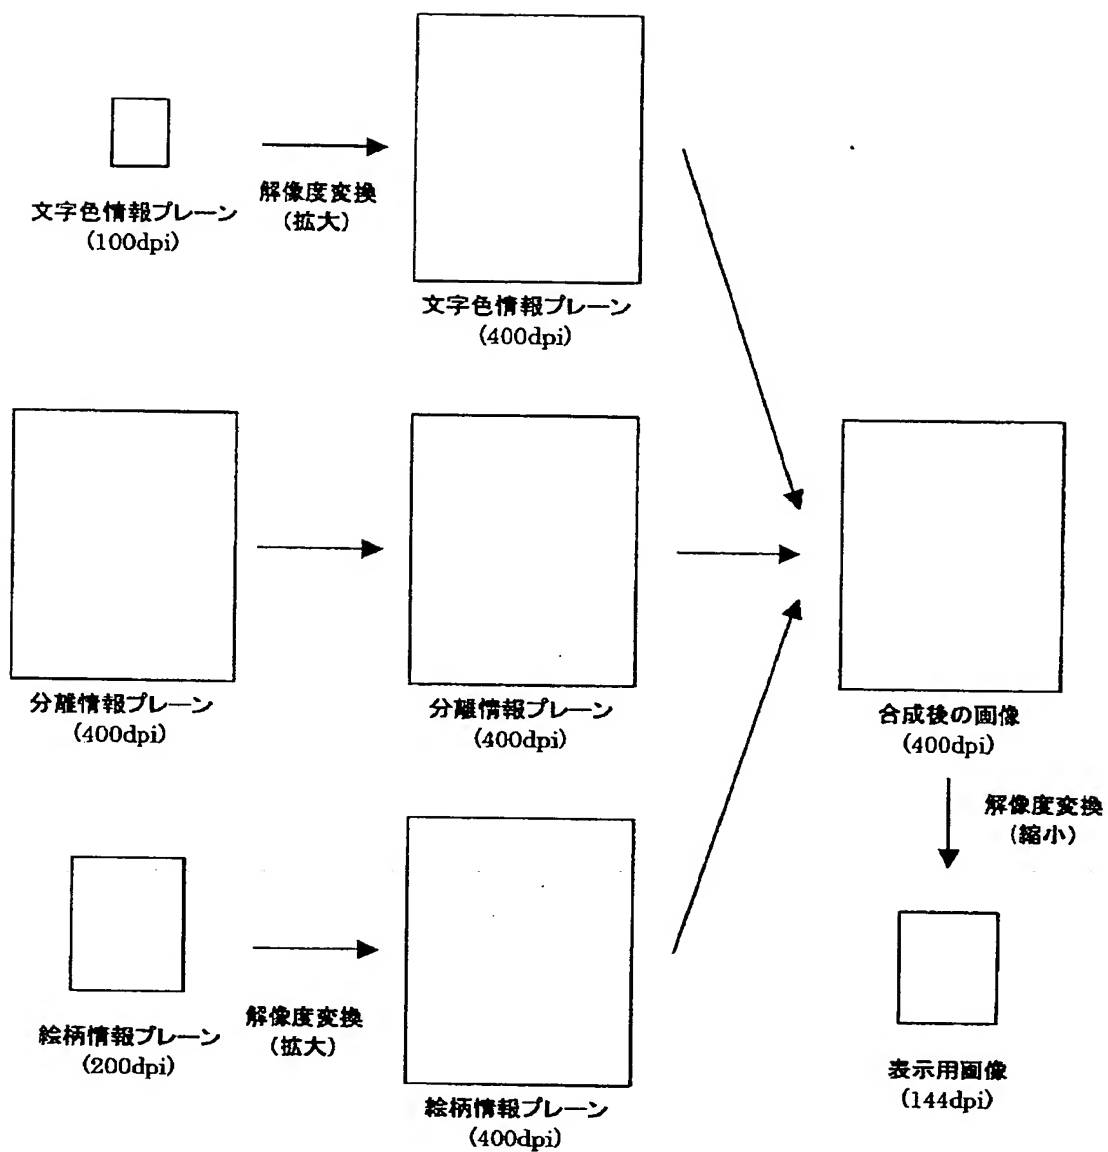 文字色情報プレーン
(100dpi)
解像度変換
(拡大)
文字色情報プレーン
(400dpi)
分離情報プレーン
(400dpi)
分離情報プレーン
(400dpi)
合成後の画像
(400dpi)
解像度変換
(縮小)
絵柄情報プレーン
(200dpi)
解像度変換
(拡大)
絵柄情報プレーン
(400dpi)
表示用画像
(144dpi)